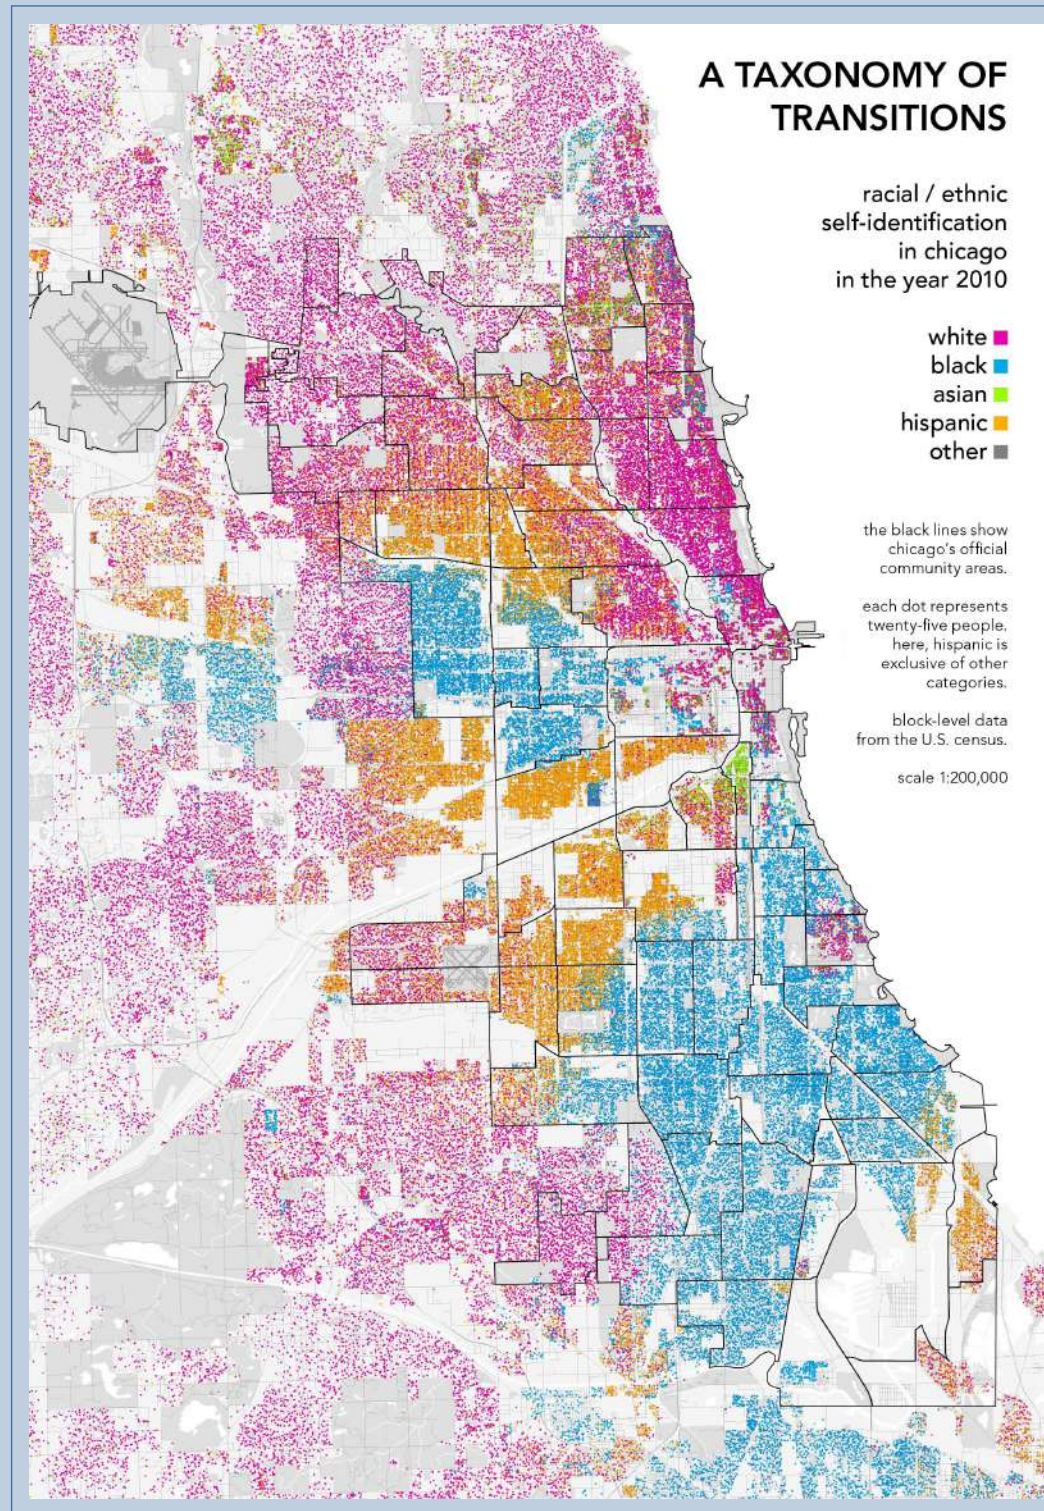 A TAXONOMY OF
TRANSITIONS
racial / ethnic
self-identification
in chicago
in the year 2010
white
black
asian
hispanic
other
the black lines show
chicago's official
community areas.
each dot represents
twenty-five people.
here, hispanic is
exclusive of other
categories.
block-level data
from the U.S. census.
scale 1:200,000